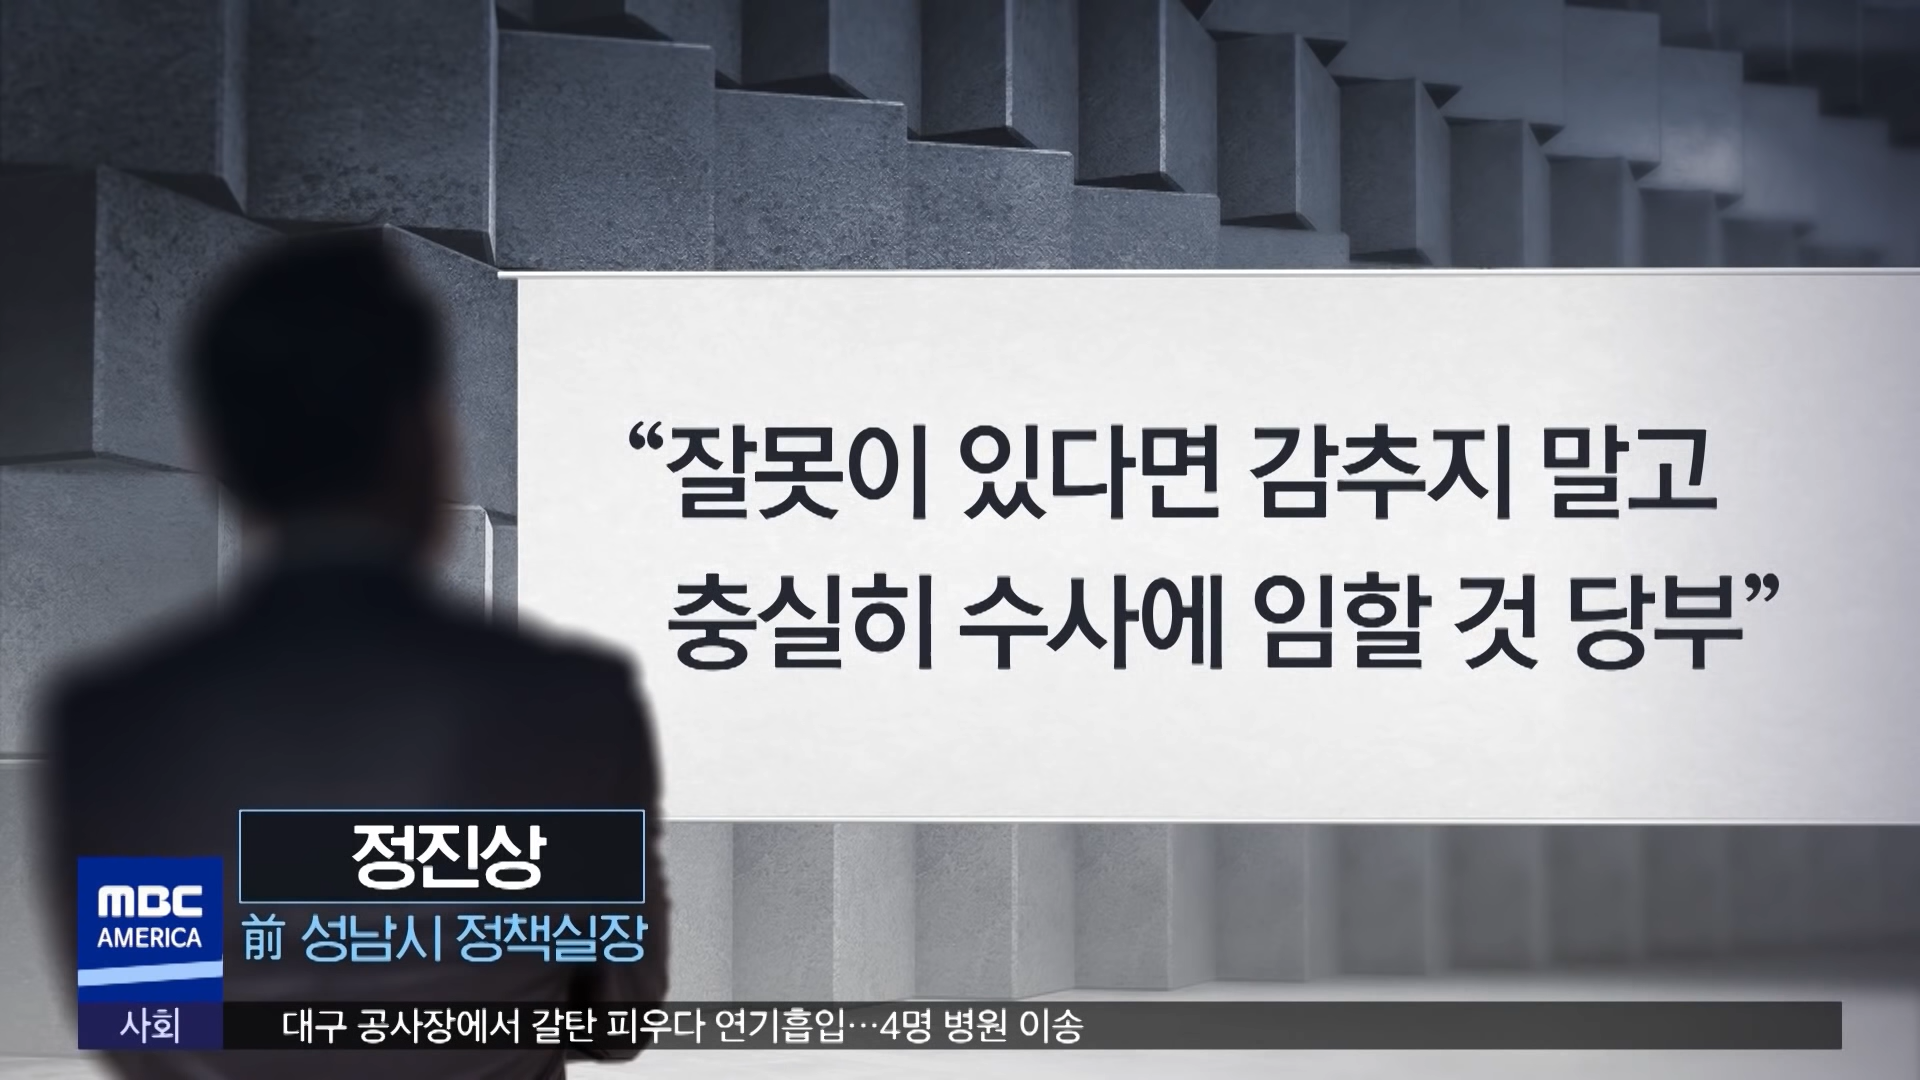 “잘못이 있다면 감추지 말고
충실히 수사에 임할 것 당부”
정진상
前 성남시 정책실장
MBC
AMERICA
사회
대구 공사장에서 갈탄 피우다 연기흡입…4명 병원 이송